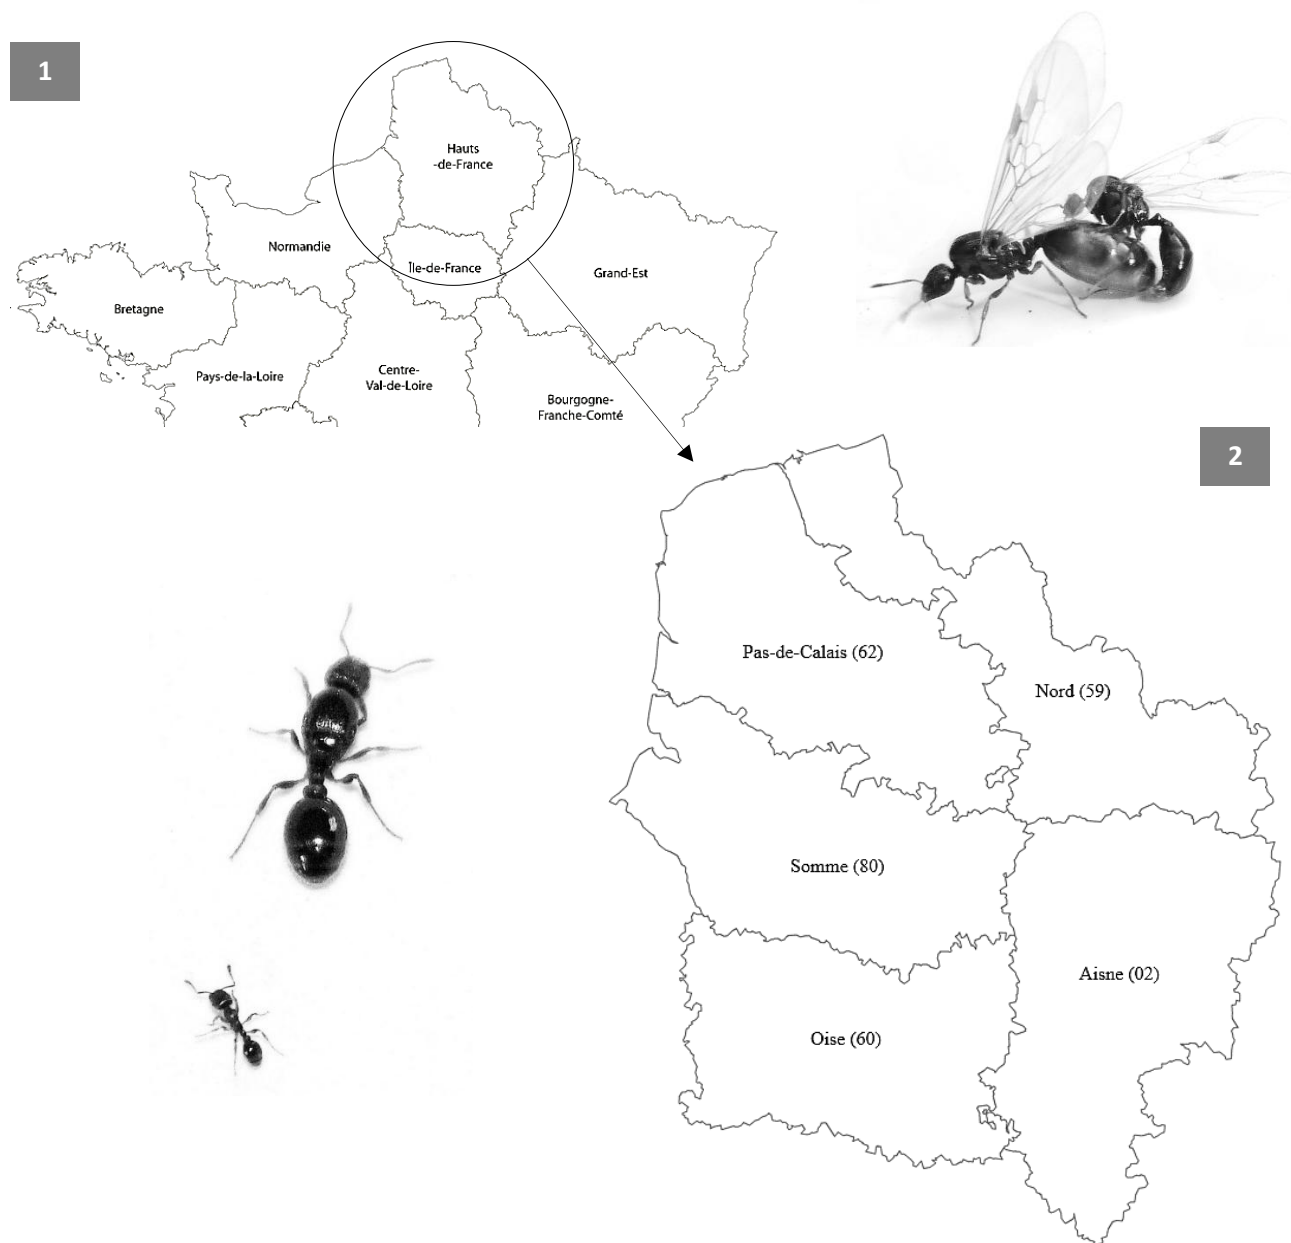 1
Hauts
-de-France
Normandie
Île-de-France
Grand-Est
Bretagne
Pays-de-la-Loire
Centre-
Val-de-Loire
Bourgogne-
Franche-Comté
2
Pas-de-Calais (62)
Nord (59)
Somme (80)
Aisne (02)
Oise (60)